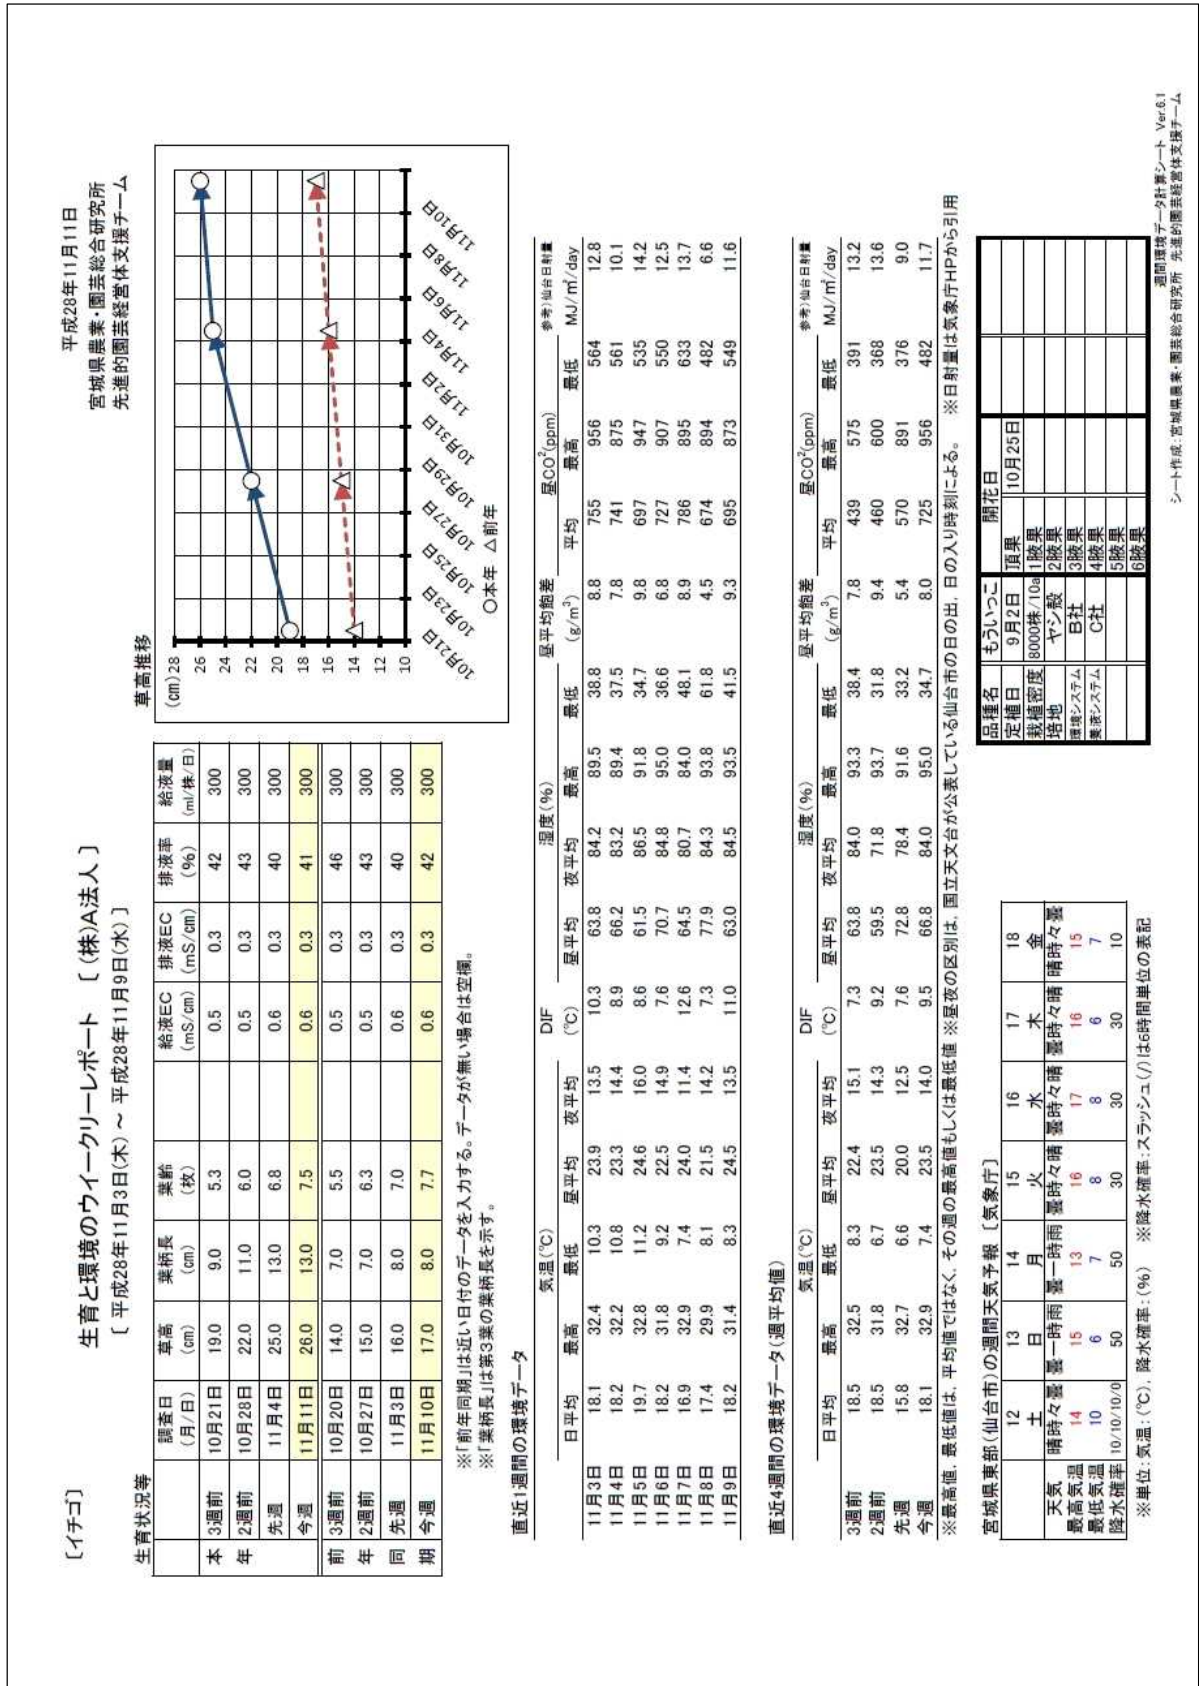 〔イチゴ〕
生育と環境のウイークリーレポート 〔 (株)A法人 〕
〔 平成28年11月3日(木) ～ 平成28年11月9日(水) 〕
平成28年11月11日
宮城県農業・園芸総合研究所
先進的園芸経営体支援チーム
生育状況等
調査日 草高 葉柄長 葉齢 給液EC 排液EC 排液率 給液量
(月/日) (cm) (cm) (枚) (mS/cm) (mS/cm) (%) (ml/株/日)
本 3週前 10月21日 19.0 9.0 5.3 0.5 0.3 42 300
年 2週前 10月28日 22.0 11.0 6.0 0.5 0.3 43 300
先週 11月4日 25.0 13.0 6.8 0.6 0.3 40 300
今週 11月11日 26.0 13.0 7.5 0.6 0.3 41 300
前 3週前 10月20日 14.0 7.0 5.5 0.5 0.3 46 300
年 2週前 10月27日 15.0 7.0 6.3 0.5 0.3 43 300
同 先週 11月3日 16.0 8.0 7.0 0.6 0.3 40 300
期 今週 11月10日 17.0 8.0 7.7 0.6 0.3 42 300
※「前年同期」は近い日付のデータを入力する。データが無い場合は空欄。
※「葉柄長」は第3葉の葉柄長を示す。
草高推移
(cm)
28
26
24
22
20
18
16
14
12
10
10月21日 10月23日 10月25日 10月27日 10月29日 10月31日 11月2日 11月4日 11月6日 11月8日 11月10日
○本年 △前年
直近1週間の環境データ
気温(℃) DIF 湿度(%) 昼平均飽差 昼CO²(ppm) 参考)仙台日射量
日平均 最高 最低 昼平均 夜平均 (℃) 昼平均 夜平均 最高 最低 (g/m³) 平均 最高 最低 MJ/㎡/day
11月3日 18.1 32.4 10.3 23.9 13.5 10.3 63.8 84.2 89.5 38.8 8.8 755 956 564 12.8
11月4日 18.2 32.2 10.8 23.3 14.4 8.9 66.2 83.2 89.4 37.5 7.8 741 875 561 10.1
11月5日 19.7 32.8 11.2 24.6 16.0 8.6 61.5 86.5 91.8 34.7 9.8 697 947 535 14.2
11月6日 18.2 31.8 9.2 22.5 14.9 7.6 70.7 84.8 95.0 36.6 6.8 727 907 550 12.5
11月7日 16.9 32.9 7.4 24.0 11.4 12.6 64.5 80.7 84.0 48.1 8.9 786 895 633 13.7
11月8日 17.4 29.9 8.1 21.5 14.2 7.3 77.9 84.3 93.8 61.8 4.5 674 894 482 6.6
11月9日 18.2 31.4 8.3 24.5 13.5 11.0 63.0 84.5 93.5 41.5 9.3 695 873 549 11.6
直近4週間の環境データ(週平均値)
気温(℃) DIF 湿度(%) 昼平均飽差 昼CO²(ppm) 参考)仙台日射量
日平均 最高 最低 昼平均 夜平均 (℃) 昼平均 夜平均 最高 最低 (g/m³) 平均 最高 最低 MJ/㎡/day
3週前 18.5 32.5 8.3 22.4 15.1 7.3 63.8 84.0 93.3 38.4 7.8 439 575 391 13.2
2週前 18.5 31.8 6.7 23.5 14.3 9.2 59.5 71.8 93.7 31.8 9.4 460 600 368 13.6
先週 15.8 32.7 6.6 20.0 12.5 7.6 72.8 78.4 91.6 33.2 5.4 570 891 376 9.0
今週 18.1 32.9 7.4 23.5 14.0 9.5 66.8 84.0 95.0 34.7 8.0 725 956 482 11.7
※最高値，最低値は，平均値ではなく，その週の最高値もしくは最低値 ※昼夜の区別は，国立天文台が公表している仙台市の日の出，日の入り時刻による。 ※日射量は気象庁HPから引用
宮城県東部(仙台市)の週間天気予報〔気象庁〕
12 13 14 15 16 17 18
土 日 月 火 水 木 金
天気 晴時々曇 曇一時雨 曇一時雨 曇時々晴 曇時々晴 曇時々晴 晴時々曇
最高気温 14 15 13 16 17 16 15
最低気温 10 6 7 8 8 6 7
降水確率 10/10/10/0 50 50 30 30 30 10
※単位：気温：(℃)，降水確率：(%) ※降水確率：スラッシュ(/)は6時間単位の表記
品種名 もういっこ 開花日
定植日 9月2日 頂果 10月25日
栽植密度 8000株/10a 1腋果
培地 ヤシ殻 2腋果
環境システム B社 3腋果
養液システム C社 4腋果
5腋果
6腋果
週間環境データ計算シート Ver.6.1
シート作成：宮城県農業・園芸総合研究所 先進的園芸経営体支援チーム